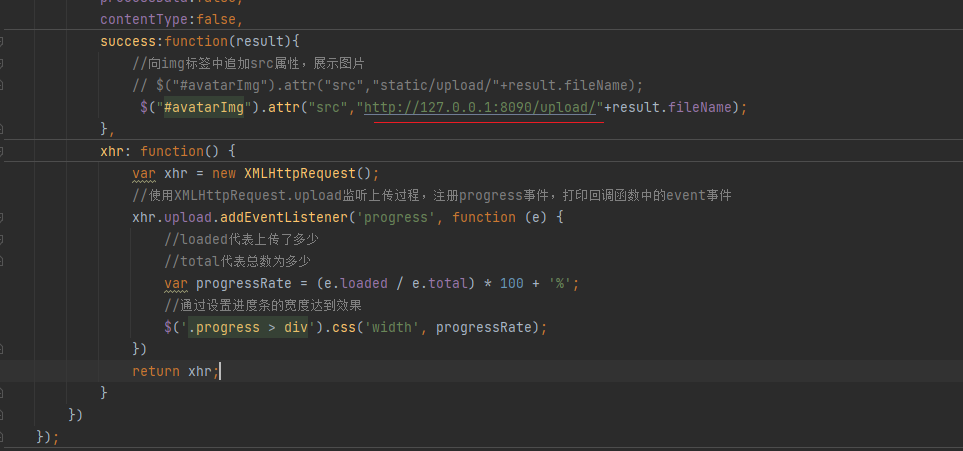 processData:false,
contentType:false,
success:function(result){
//向img标签中追加src属性，展示图片
// $("#avatarImg").attr("src","static/upload/"+result.fileName);
$("#avatarImg").attr("src","http://127.0.0.1:8090/upload/"+result.fileName);
},
xhr: function() {
var xhr = new XMLHttpRequest();
//使用XMLHttpRequest.upload监听上传过程，注册progress事件，打印回调函数中的event事件
xhr.upload.addEventListener('progress', function (e) {
//loaded代表上传了多少
//total代表总数为多少
var progressRate = (e.loaded / e.total) * 100 + '%';
//通过设置进度条的宽度达到效果
$('.progress > div').css('width', progressRate);
})
return xhr;
}
})
});